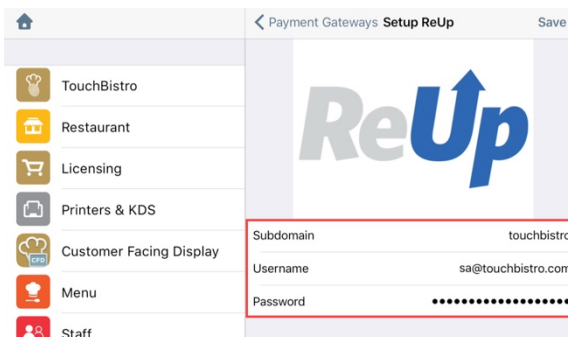 Payment Gateways Setup ReUp Save
TouchBistro
Restaurant
Licensing
Printers & KDS
CFD
Customer Facing Display
Menu
Staff
ReUp
Subdomain touchbistro
Username sa@touchbistro.com
Password ••••••••••••••••••••